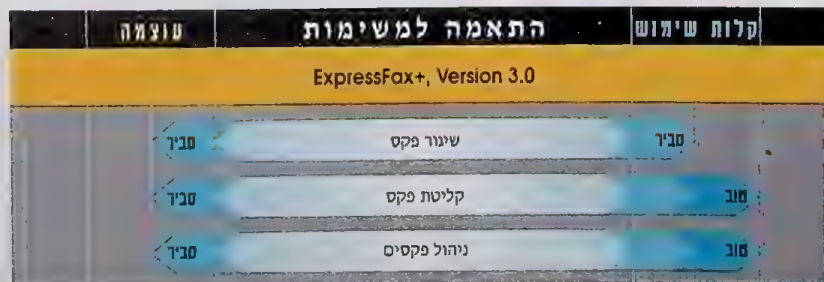 קלות שימוש התאמה למשימות עוצמה
ExpressFax+, Version 3.0
סביר שיגור פקס סביר
טוב קליטת פקס סביר
טוב ניהול פקסים סביר